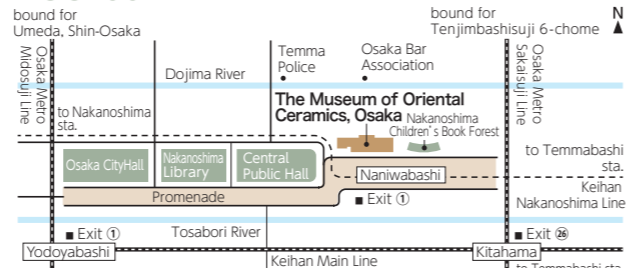 bound for
Umeda, Shin-Osaka
bound for
Tenjimbashisuji 6-chome
N
Osaka Metro
Midosuji Line
Dojima River
Temma
Police
Osaka Bar
Association
Osaka Metro
Sakaisuji Line
to Nakanoshima
sta.
The Museum of Oriental
Ceramics, Osaka
Nakanoshima
Children's Book Forest
Osaka CityHall
Nakanoshima
Library
Central
Public Hall
to Temmabashi
sta.
Naniwabashi
Keihan
Nakanoshima Line
Promenade
■ Exit ①
■ Exit ①
Tosabori River
■ Exit ㉖
Yodoyabashi
Kitahama
Keihan Main Line
to Temmabashi sta.